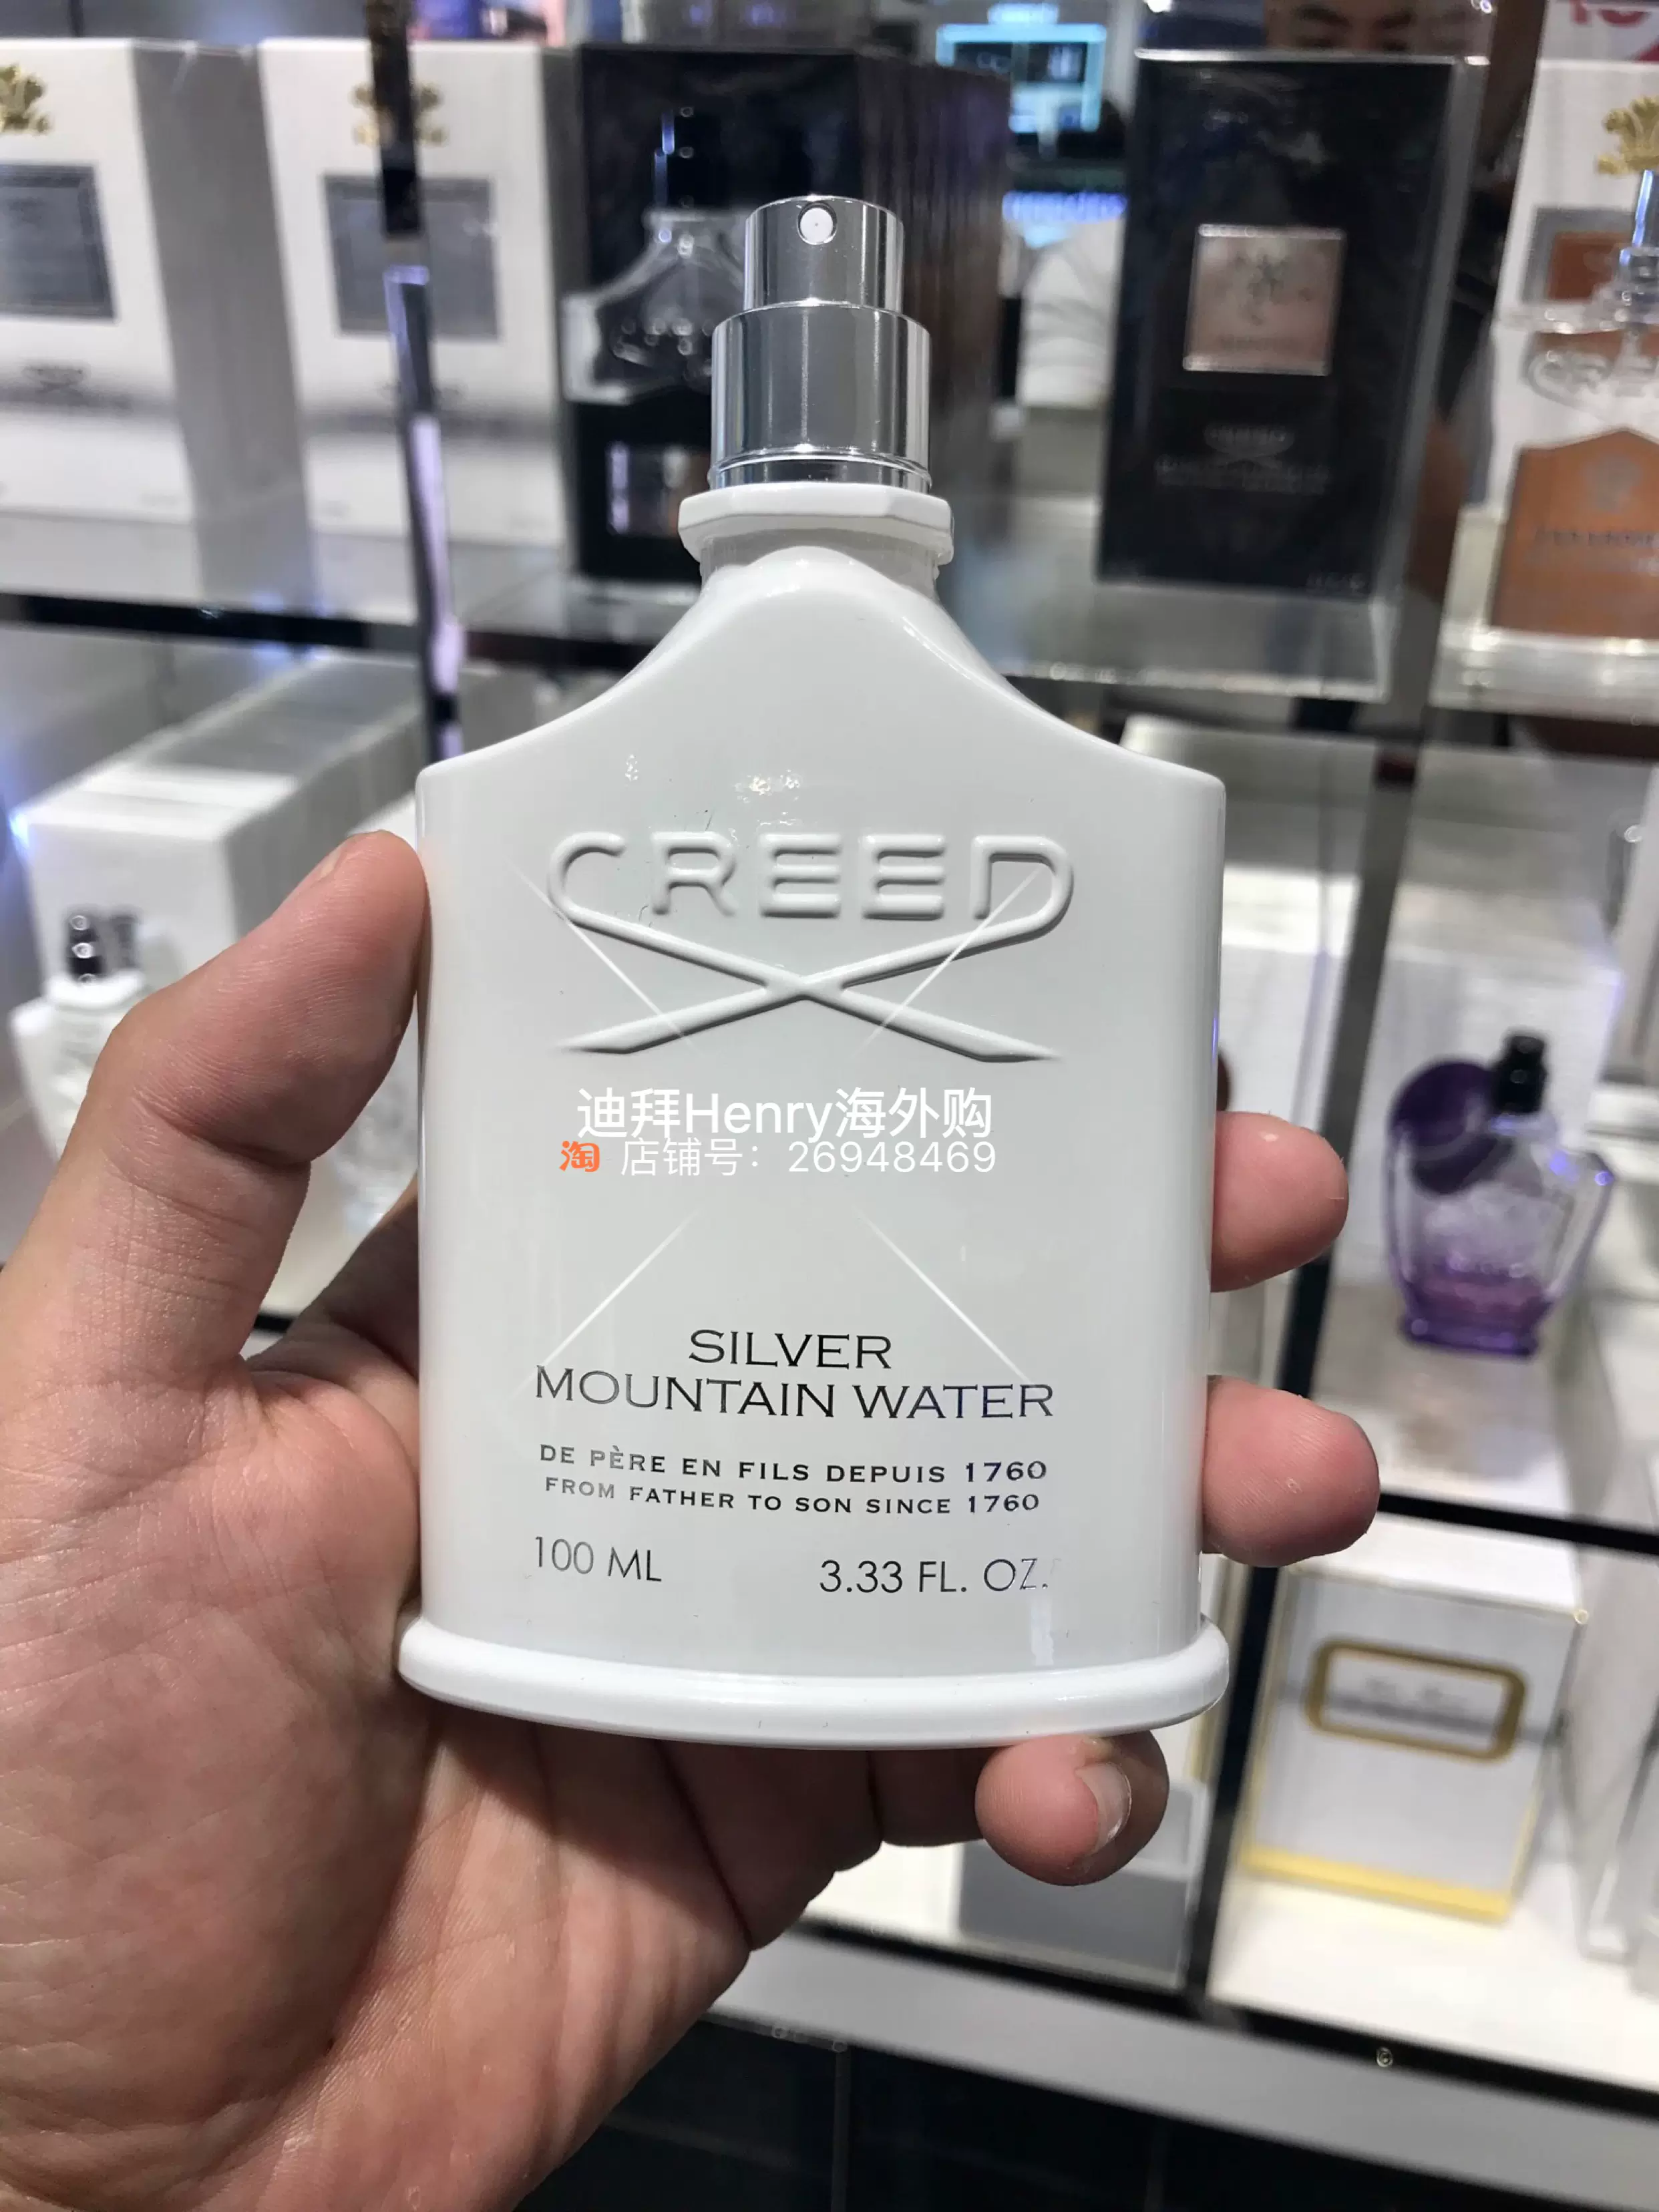 CREED
迪拜Henry海外购
淘 店铺号：26948469
SILVER
MOUNTAIN WATER
DE PÈRE EN FILS DEPUIS 1760
FROM FATHER TO SON SINCE 1760
100 ML 3.33 FL. OZ.